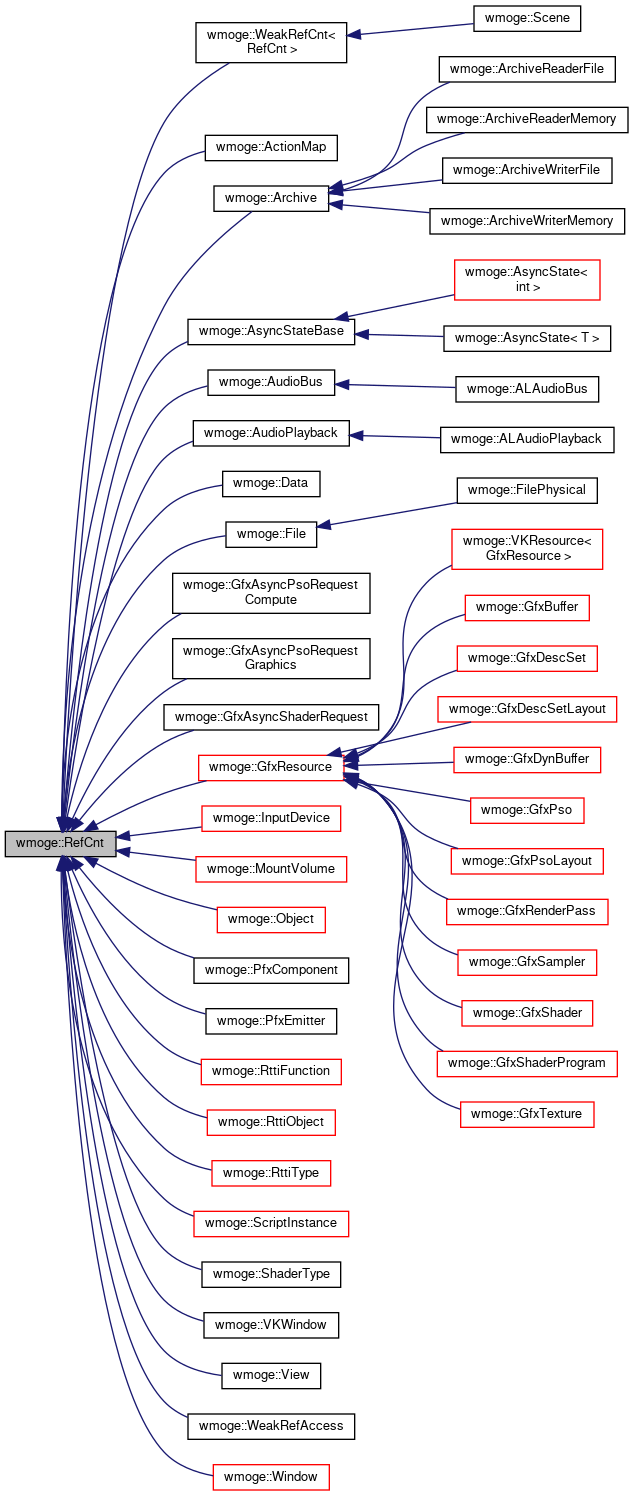 wmoge::RefCnt
wmoge::WeakRefCnt<
RefCnt >
wmoge::ActionMap
wmoge::Archive
wmoge::AsyncStateBase
wmoge::AudioBus
wmoge::AudioPlayback
wmoge::Data
wmoge::File
wmoge::GfxAsyncPsoRequest
Compute
wmoge::GfxAsyncPsoRequest
Graphics
wmoge::GfxAsyncShaderRequest
wmoge::GfxResource
wmoge::InputDevice
wmoge::MountVolume
wmoge::Object
wmoge::PfxComponent
wmoge::PfxEmitter
wmoge::RttiFunction
wmoge::RttiObject
wmoge::RttiType
wmoge::ScriptInstance
wmoge::ShaderType
wmoge::VKWindow
wmoge::View
wmoge::WeakRefAccess
wmoge::Window
wmoge::Scene
wmoge::ArchiveReaderFile
wmoge::ArchiveReaderMemory
wmoge::ArchiveWriterFile
wmoge::ArchiveWriterMemory
wmoge::AsyncState<
int >
wmoge::AsyncState< T >
wmoge::ALAudioBus
wmoge::ALAudioPlayback
wmoge::FilePhysical
wmoge::VKResource<
GfxResource >
wmoge::GfxBuffer
wmoge::GfxDescSet
wmoge::GfxDescSetLayout
wmoge::GfxDynBuffer
wmoge::GfxPso
wmoge::GfxPsoLayout
wmoge::GfxRenderPass
wmoge::GfxSampler
wmoge::GfxShader
wmoge::GfxShaderProgram
wmoge::GfxTexture